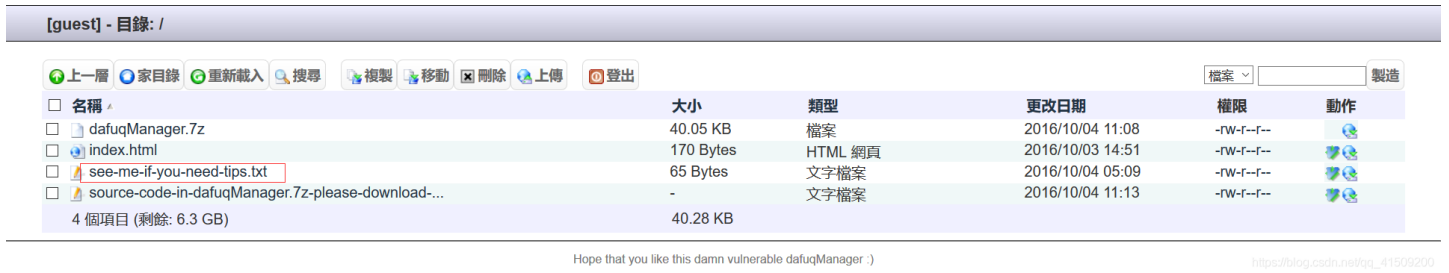 [guest] - 目錄: /
上一層 家目錄 重新載入 搜尋 複製 移動 刪除 上傳 登出 檔案 製造
名稱 大小 類型 更改日期 權限 動作
dafuqManager.7z 40.05 KB 檔案 2016/10/04 11:08 -rw-r--r--
index.html 170 Bytes HTML 網頁 2016/10/03 14:51 -rw-r--r--
see-me-if-you-need-tips.txt 65 Bytes 文字檔案 2016/10/04 05:09 -rw-r--r--
source-code-in-dafuqManager.7z-please-download-... - 文字檔案 2016/10/04 11:13 -rw-r--r--
4 個項目 (剩餘: 6.3 GB) 40.28 KB
Hope that you like this damn vulnerable dafuqManager :)
https://blog.csdn.net/qq_41509200